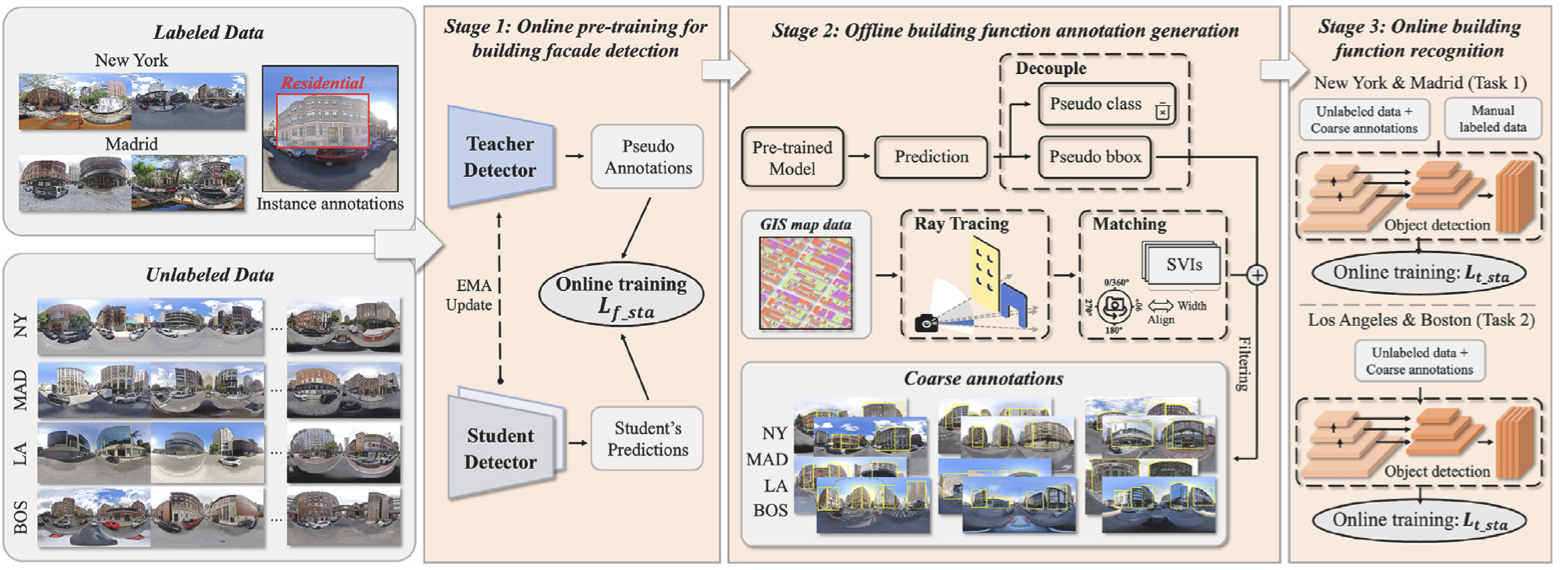 Labeled Data
New York
Madrid
Residential
Instance annotations
Unlabeled Data
NY
...
MAD
...
LA
...
BOS
...
Stage 1: Online pre-training for
building facade detection
Teacher
Detector
Pseudo
Annotations
EMA
Update
Online training
L_{f_sta}
Student
Detector
Student's
Predictions
Stage 2: Offline building function annotation generation
Decouple
Pseudo class
Pseudo bbox
Pre-trained
Model
Prediction
GIS map data
Ray Tracing
Matching
SVIs
0/360°
90°
180°
270°
Width
Align
Filtering
Coarse annotations
NY
MAD
LA
BOS
Stage 3: Online building
function recognition
New York & Madrid (Task 1)
Unlabeled data +
Coarse annotations
Manual
labeled data
Object detection
Online training: L_{t_sta}
Los Angeles & Boston (Task 2)
Unlabeled data +
Coarse annotations
Object detection
Online training: L_{t_sta}